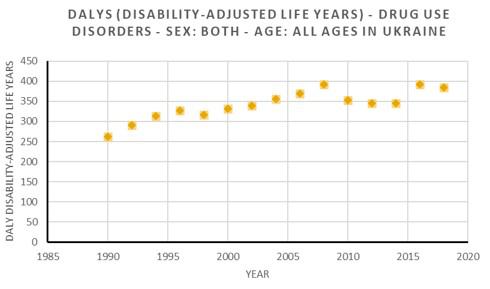 DALYS (DISABILITY-ADJUSTED LIFE YEARS) - DRUG USE
DISORDERS - SEX: BOTH - AGE: ALL AGES IN UKRAINE
DALY DISABILITY-ADJUSTED LIFE YEARS
450
400
350
300
250
200
150
100
50
0
1985 1990 1995 2000 2005 2010 2015 2020
YEAR